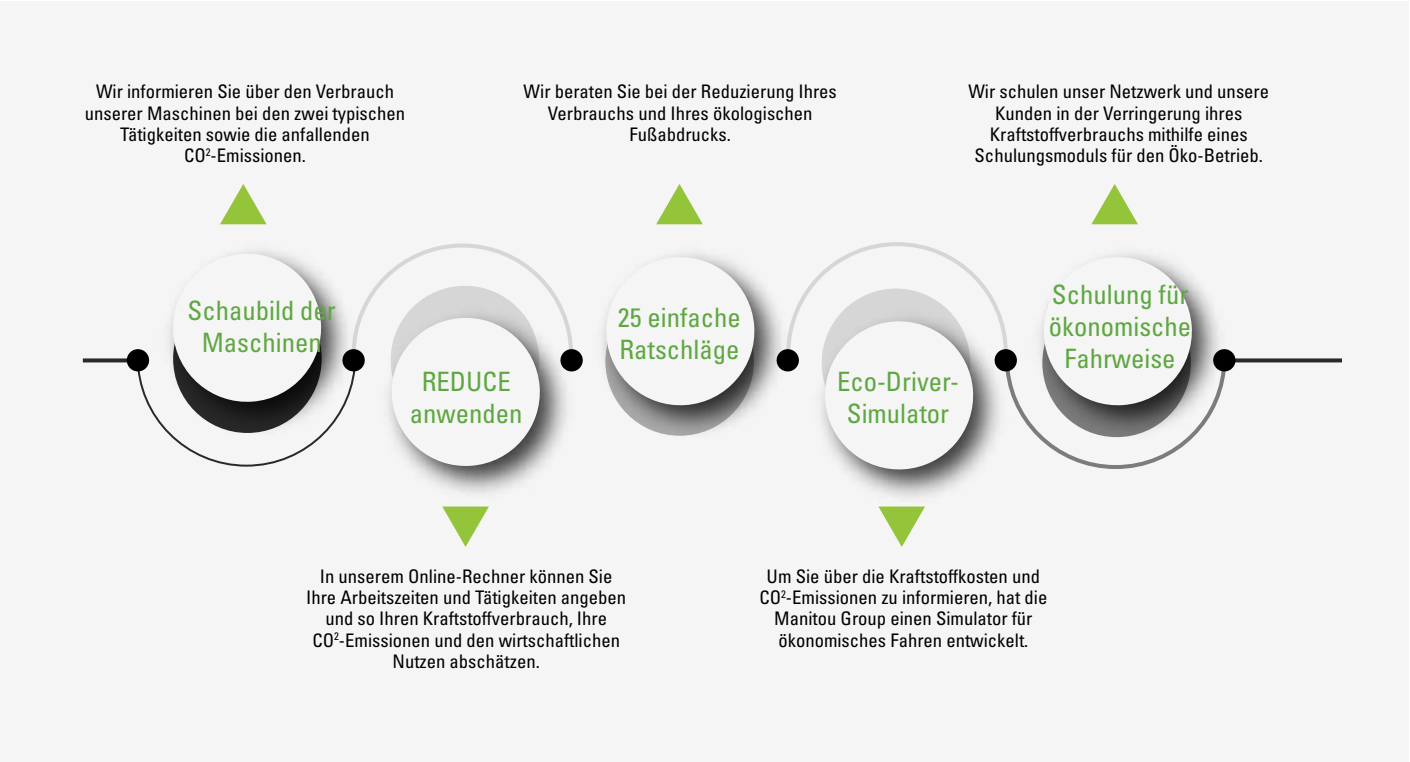 Wir informieren Sie über den Verbrauch
unserer Maschinen bei den zwei typischen
Tätigkeiten sowie die anfallenden
CO²-Emissionen.
Schaubild der
Maschinen
REDUCE
anwenden
In unserem Online-Rechner können Sie
Ihre Arbeitszeiten und Tätigkeiten angeben
und so Ihren Kraftstoffverbrauch, Ihre
CO²-Emissionen und den wirtschaftlichen
Nutzen abschätzen.
Wir beraten Sie bei der Reduzierung Ihres
Verbrauchs und Ihres ökologischen
Fußabdrucks.
25 einfache
Ratschläge
Eco-Driver-
Simulator
Um Sie über die Kraftstoffkosten und
CO²-Emissionen zu informieren, hat die
Manitou Group einen Simulator für
ökonomisches Fahren entwickelt.
Wir schulen unser Netzwerk und unsere
Kunden in der Verringerung ihres
Kraftstoffverbrauchs mithilfe eines
Schulungsmoduls für den Öko-Betrieb.
Schulung für
ökonomische
Fahrweise